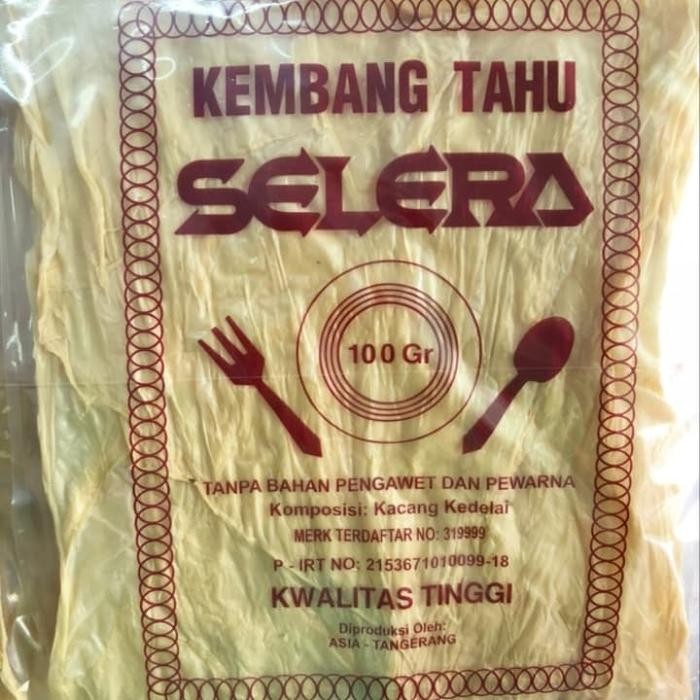 KEMBANG TAHU
SELERA
100 Gr
TANPA BAHAN PENGAWET DAN PEWARNA
Komposisi: Kacang Kedelai
MERK TERDAFTAR NO: 319999
P - IRT NO: 2153671010099-18
KWALITAS TINGGI
Diproduksi Oleh:
ASIA - TANGERANG